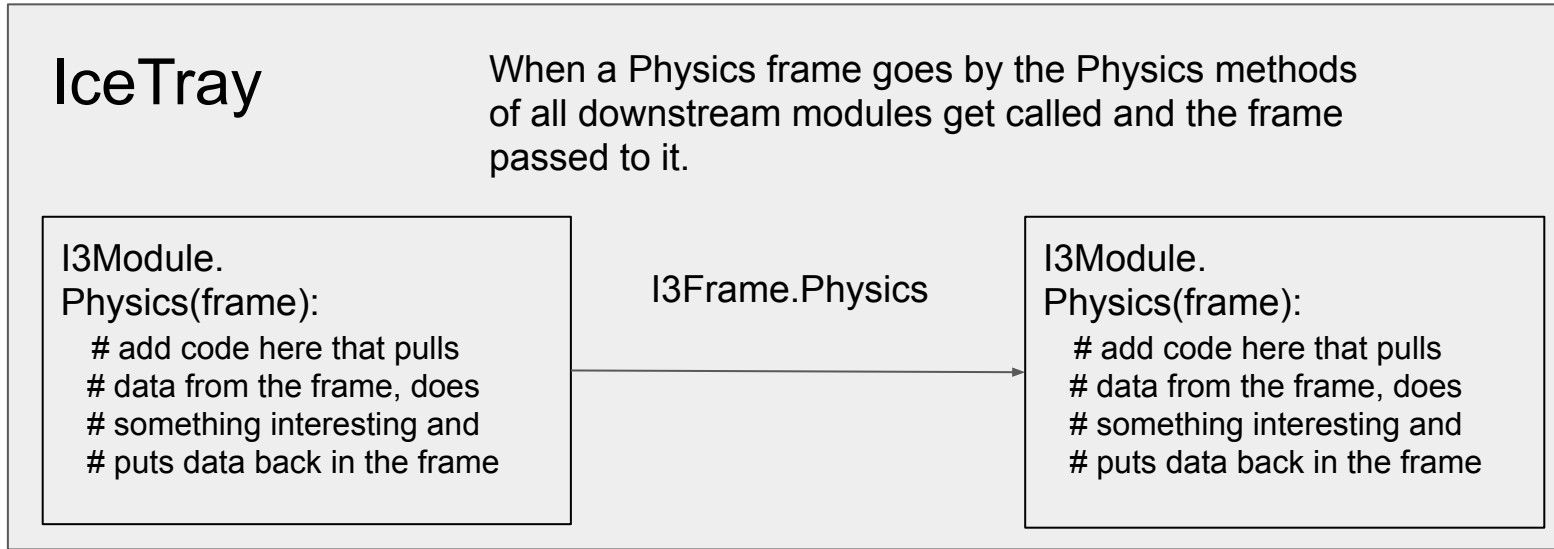 IceTray
When a Physics frame goes by the Physics methods
of all downstream modules get called and the frame
passed to it.
I3Module.
Physics(frame):
# add code here that pulls
# data from the frame, does
# something interesting and
# puts data back in the frame
I3Frame.Physics
I3Module.
Physics(frame):
# add code here that pulls
# data from the frame, does
# something interesting and
# puts data back in the frame